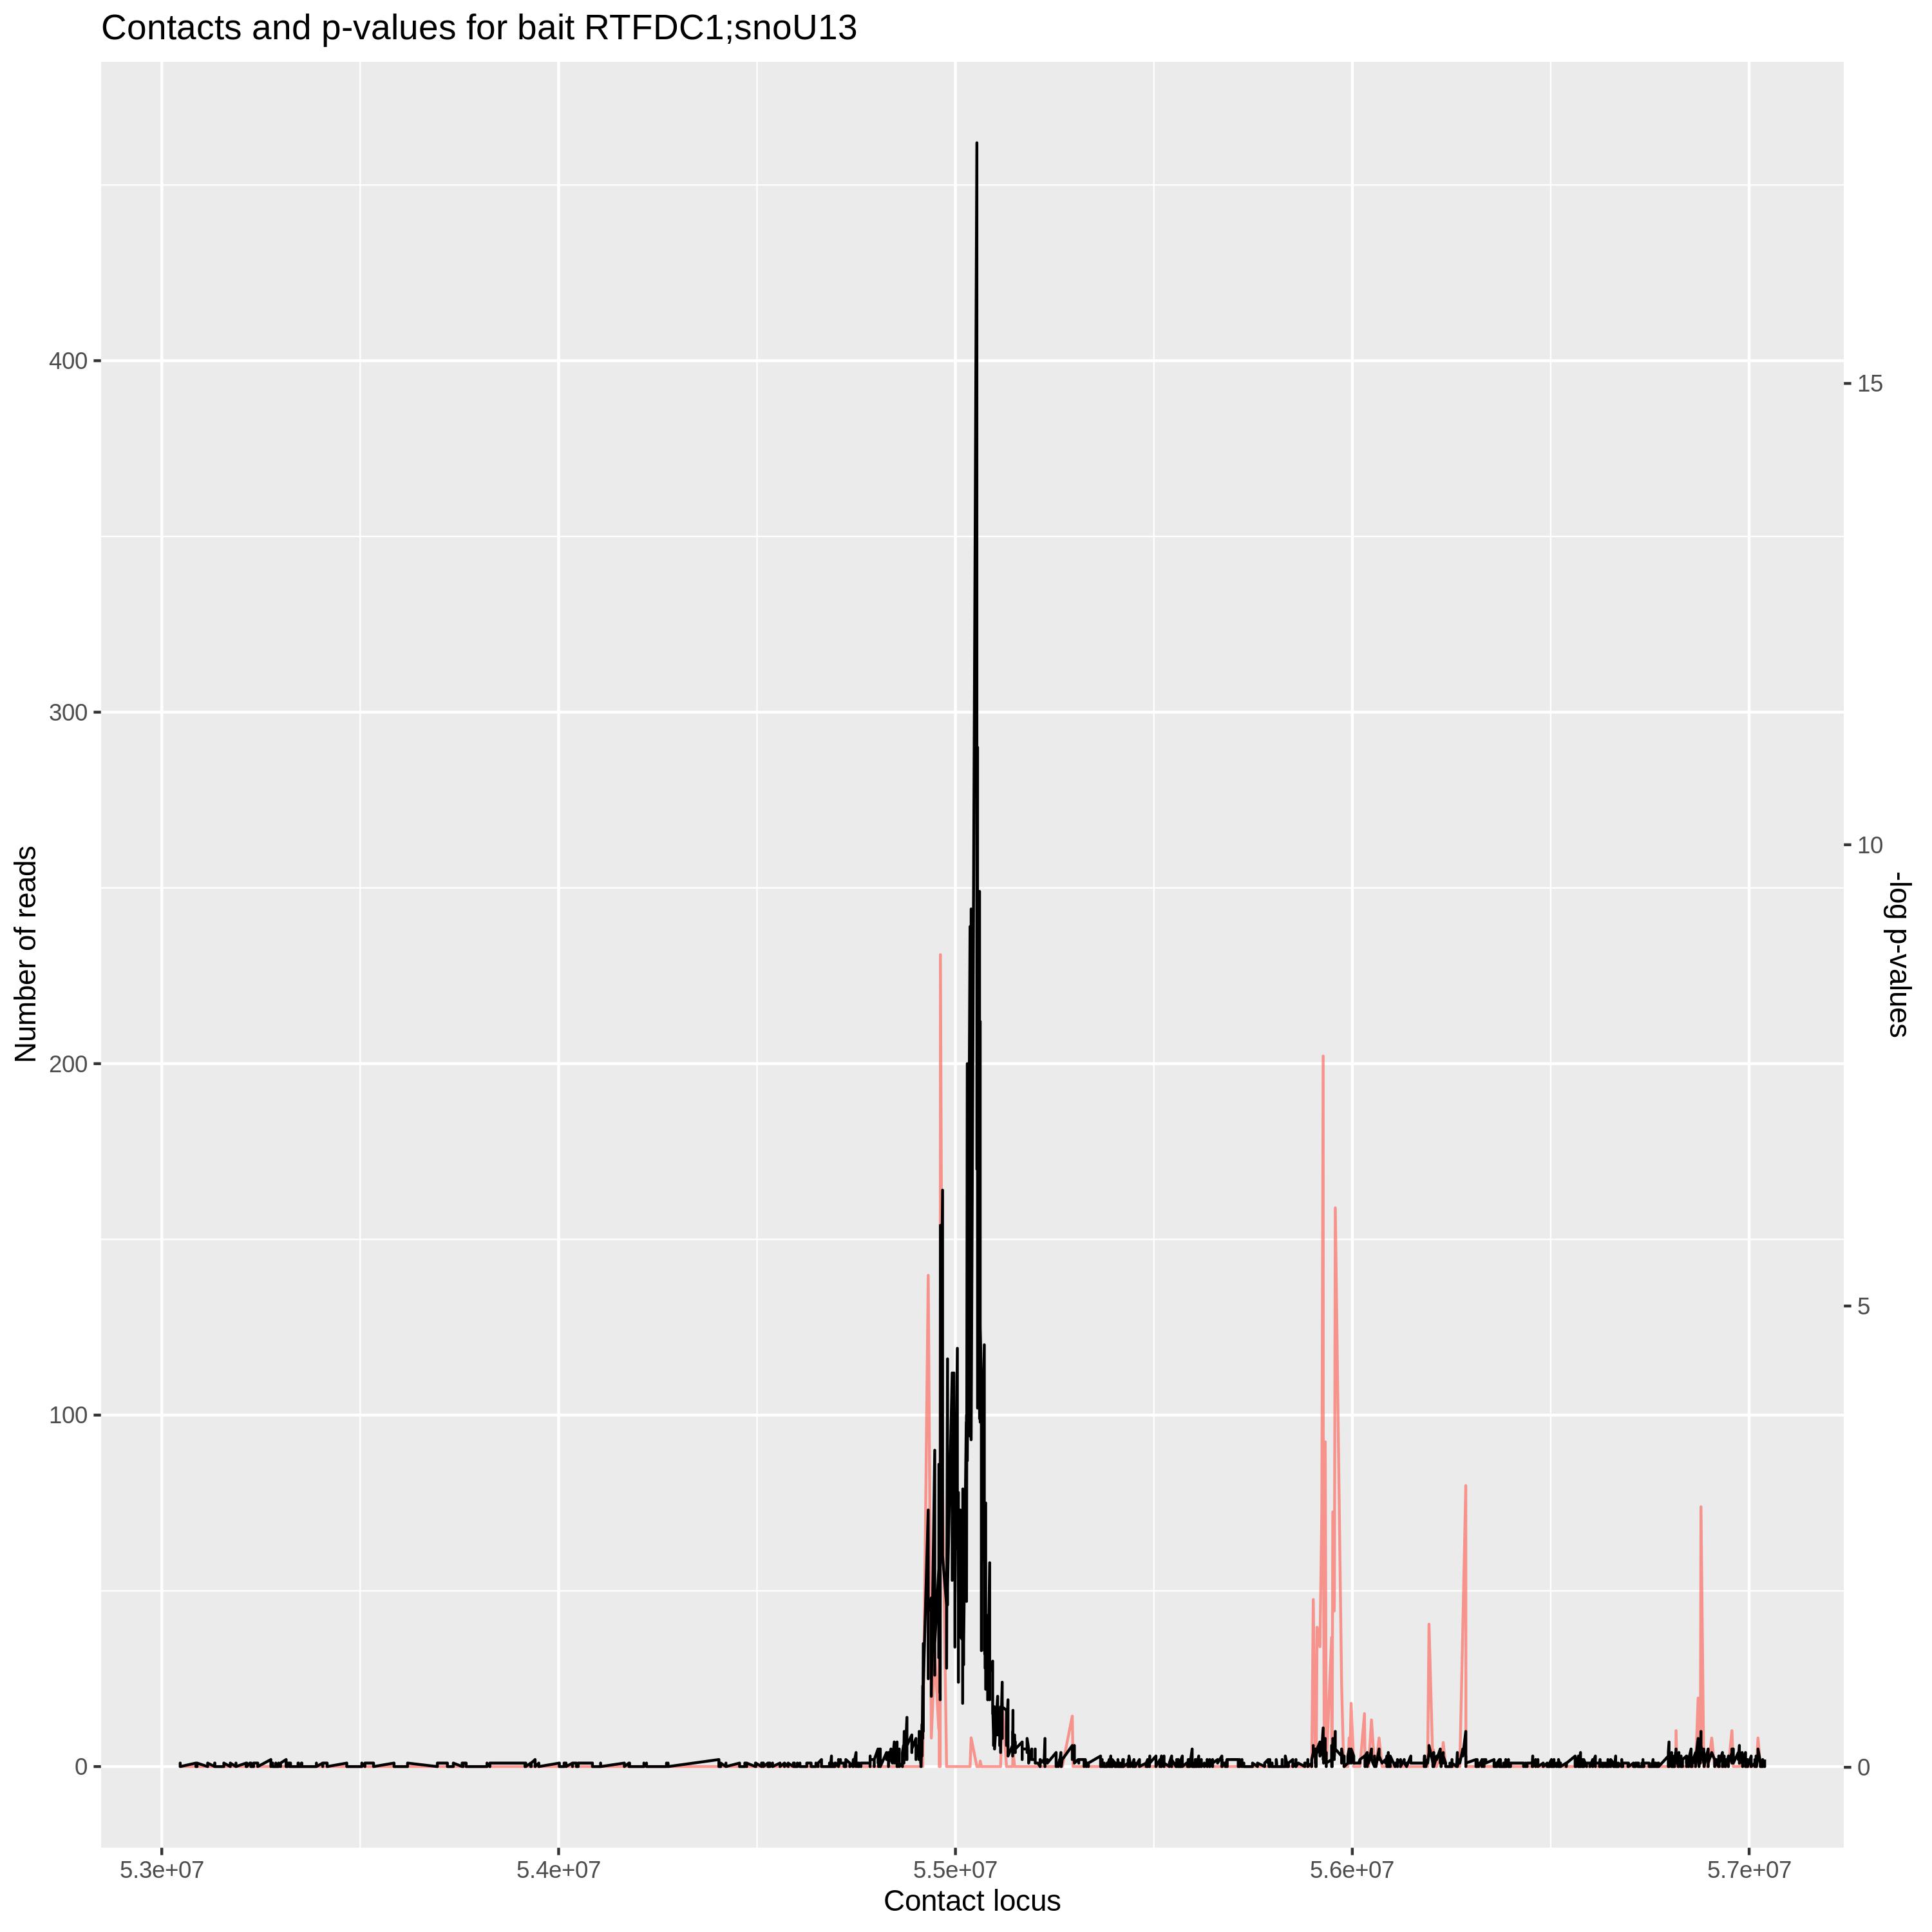 Contacts and p-values for bait RTFDC1;snoU13
400
300
200
100
0
Number of reads
15
10
5
0
-log p-values
5.3e+07 5.4e+07 5.5e+07 5.6e+07 5.7e+07
Contact locus